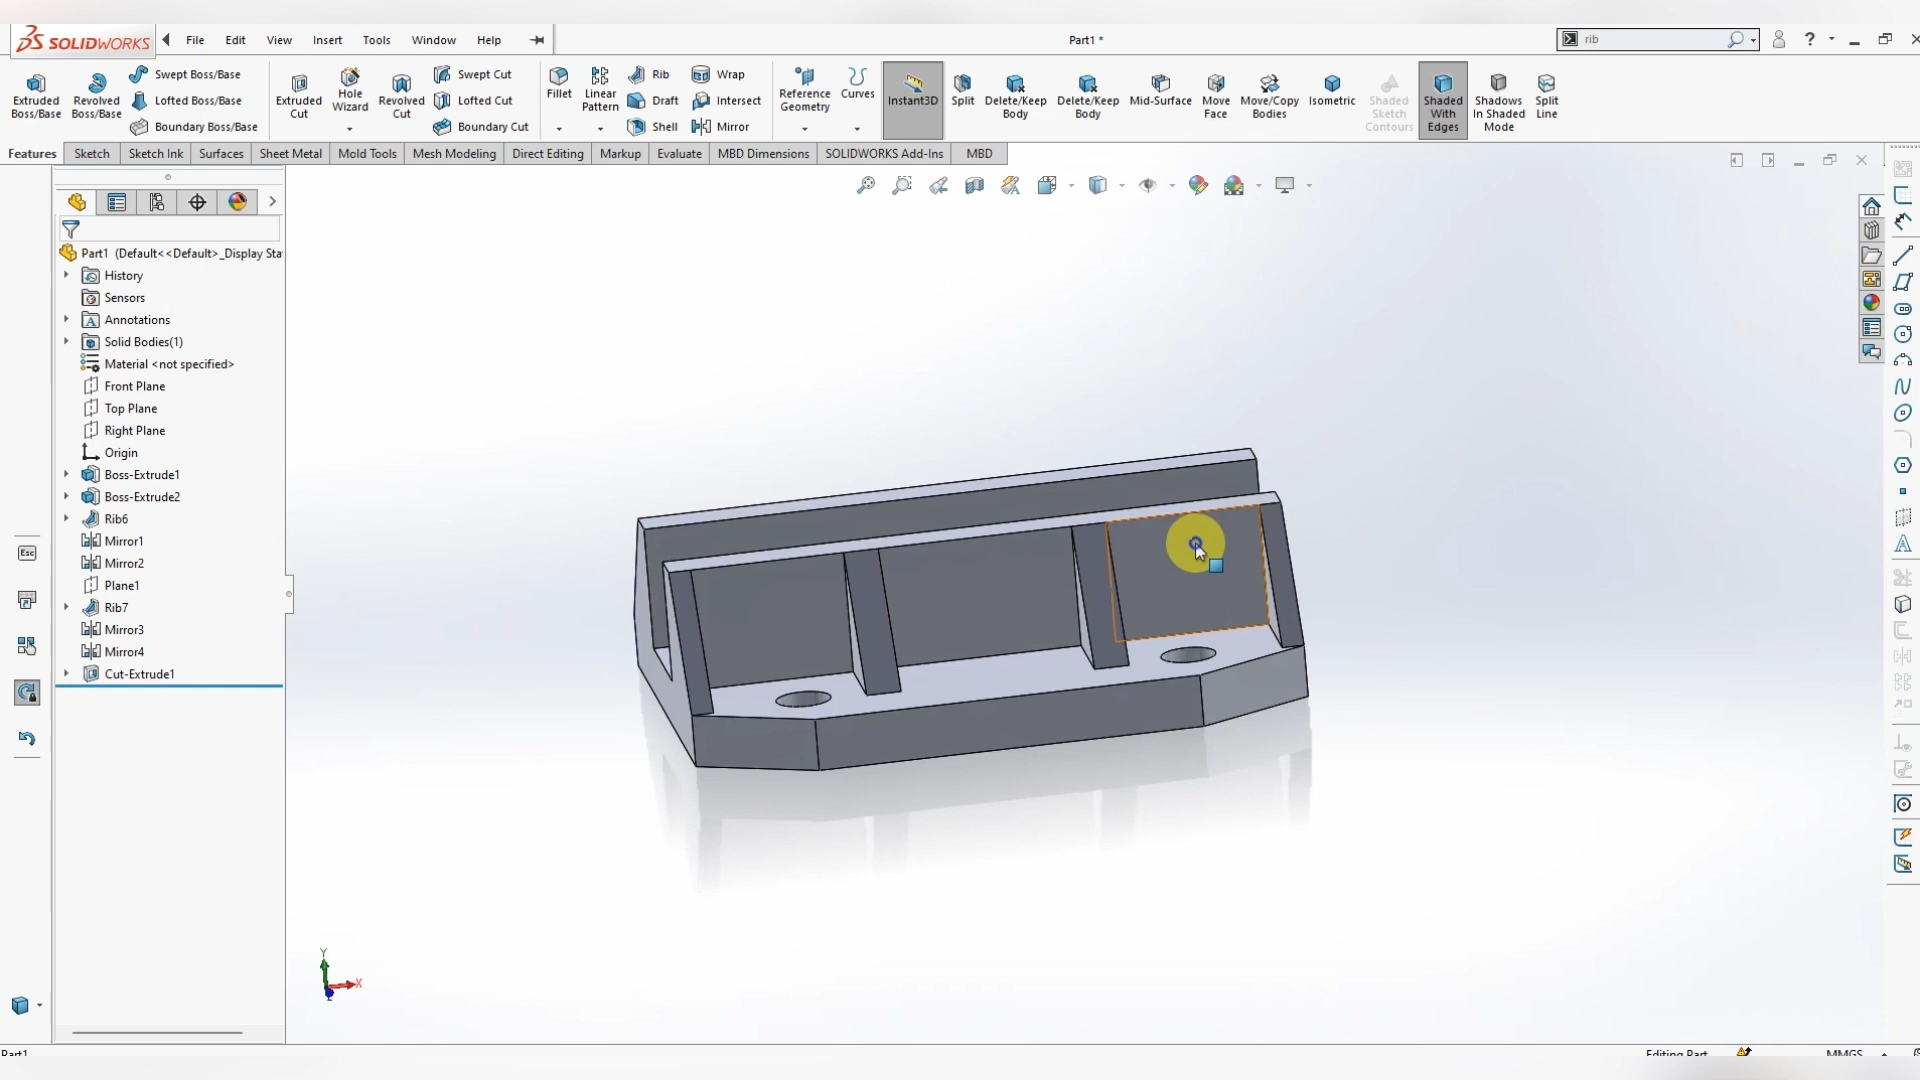 SOLIDWORKS File Edit View Insert Tools Window Help Part1 * rib ?
Extruded Boss/Base
Revolved Boss/Base
Swept Boss/Base
Lofted Boss/Base
Boundary Boss/Base
Extruded Cut
Hole Wizard
Revolved Cut
Swept Cut
Lofted Cut
Boundary Cut
Fillet
Linear Pattern
Rib
Draft
Shell
Wrap
Intersect
Mirror
Reference Geometry
Curves
Instant3D
Split
Delete/Keep Body
Delete/Keep Body
Mid-Surface
Move Face
Move/Copy Bodies
Isometric
Shaded Sketch Contours
Shaded With Edges
Shadows In Shaded Mode
Split Line
Features Sketch Sketch Ink Surfaces Sheet Metal Mold Tools Mesh Modeling Direct Editing Markup Evaluate MBD Dimensions SOLIDWORKS Add-Ins MBD
Part1 (Default<<Default>_Display Sta
History
Sensors
Annotations
Solid Bodies(1)
Material <not specified>
Front Plane
Top Plane
Right Plane
Origin
Boss-Extrude1
Boss-Extrude2
Rib6
Mirror1
Mirror2
Plane1
Rib7
Mirror3
Mirror4
Cut-Extrude1
Esc
Y
X
Z
Part1 Editing Part MMGS